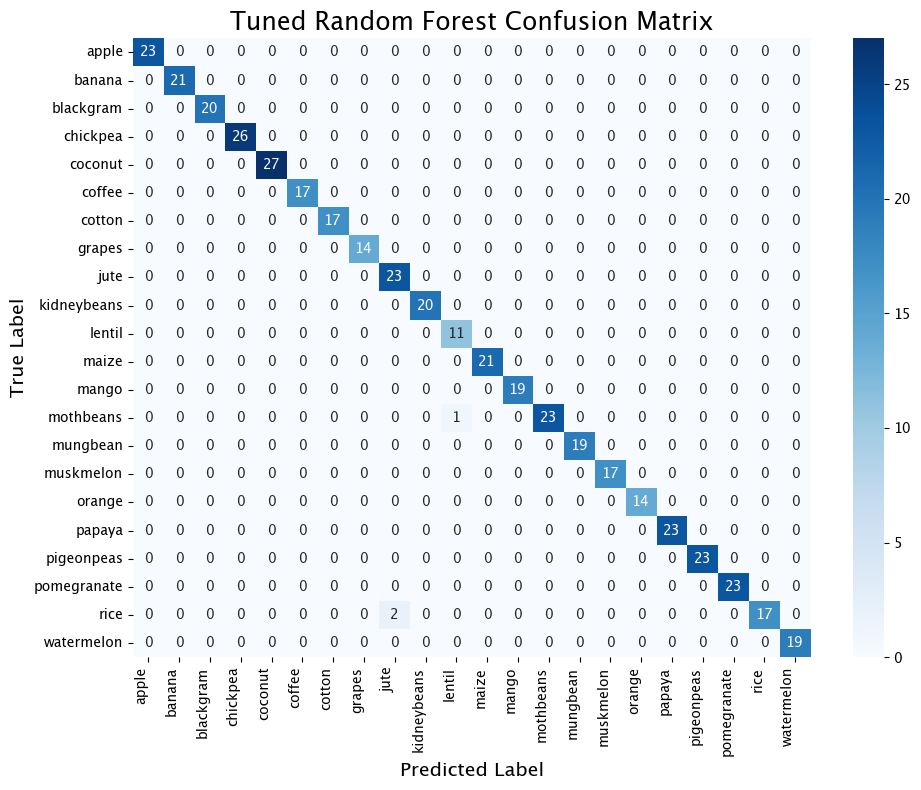 Tuned Random Forest Confusion Matrix
apple 23 0 0 0 0 0 0 0 0 0 0 0 0 0 0 0 0 0 0 0 0 0
banana 0 21 0 0 0 0 0 0 0 0 0 0 0 0 0 0 0 0 0 0 0 0
blackgram 0 0 20 0 0 0 0 0 0 0 0 0 0 0 0 0 0 0 0 0 0 0
chickpea 0 0 0 26 0 0 0 0 0 0 0 0 0 0 0 0 0 0 0 0 0 0
coconut 0 0 0 0 27 0 0 0 0 0 0 0 0 0 0 0 0 0 0 0 0 0
coffee 0 0 0 0 0 17 0 0 0 0 0 0 0 0 0 0 0 0 0 0 0 0
cotton 0 0 0 0 0 0 17 0 0 0 0 0 0 0 0 0 0 0 0 0 0 0
grapes 0 0 0 0 0 0 0 14 0 0 0 0 0 0 0 0 0 0 0 0 0 0
jute 0 0 0 0 0 0 0 0 23 0 0 0 0 0 0 0 0 0 0 0 0 0
kidneybeans 0 0 0 0 0 0 0 0 0 20 0 0 0 0 0 0 0 0 0 0 0 0
lentil 0 0 0 0 0 0 0 0 0 0 11 0 0 0 0 0 0 0 0 0 0 0
maize 0 0 0 0 0 0 0 0 0 0 0 21 0 0 0 0 0 0 0 0 0 0
mango 0 0 0 0 0 0 0 0 0 0 0 0 19 0 0 0 0 0 0 0 0 0
mothbeans 0 0 0 0 0 0 0 0 0 0 1 0 0 23 0 0 0 0 0 0 0 0
mungbean 0 0 0 0 0 0 0 0 0 0 0 0 0 0 19 0 0 0 0 0 0 0
muskmelon 0 0 0 0 0 0 0 0 0 0 0 0 0 0 0 17 0 0 0 0 0 0
orange 0 0 0 0 0 0 0 0 0 0 0 0 0 0 0 0 14 0 0 0 0 0
papaya 0 0 0 0 0 0 0 0 0 0 0 0 0 0 0 0 0 23 0 0 0 0
pigeonpeas 0 0 0 0 0 0 0 0 0 0 0 0 0 0 0 0 0 0 23 0 0 0
pomegranate 0 0 0 0 0 0 0 0 0 0 0 0 0 0 0 0 0 0 0 23 0 0
rice 0 0 0 0 0 0 0 0 2 0 0 0 0 0 0 0 0 0 0 0 17 0
watermelon 0 0 0 0 0 0 0 0 0 0 0 0 0 0 0 0 0 0 0 0 0 19
True Label
apple
banana
blackgram
chickpea
coconut
coffee
cotton
grapes
jute
kidneybeans
lentil
maize
mango
mothbeans
mungbean
muskmelon
orange
papaya
pigeonpeas
pomegranate
rice
watermelon
Predicted Label
25
20
15
10
5
0